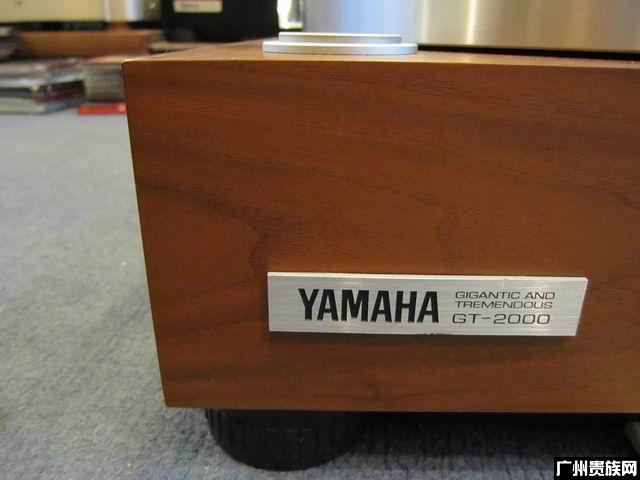 YAMAHA
GIGANTIC AND
TREMENDOUS
GT-2000
广州贵族网